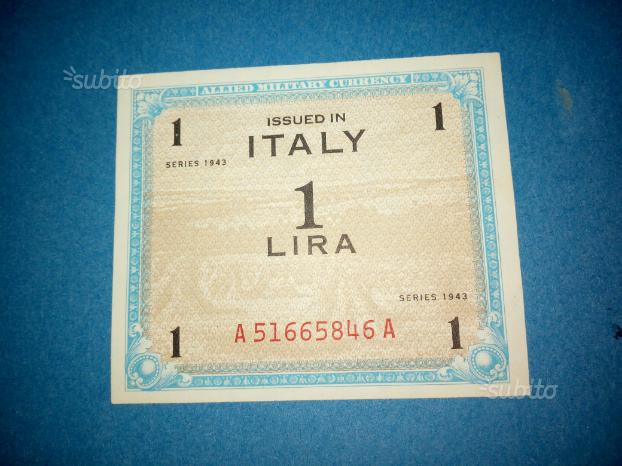 subito
ALLIED MILITARY CURRENCY
1 ISSUED IN 1
ITALY
SERIES 1943
1
LIRA
SERIES 1943
1 A51665846A 1
subito